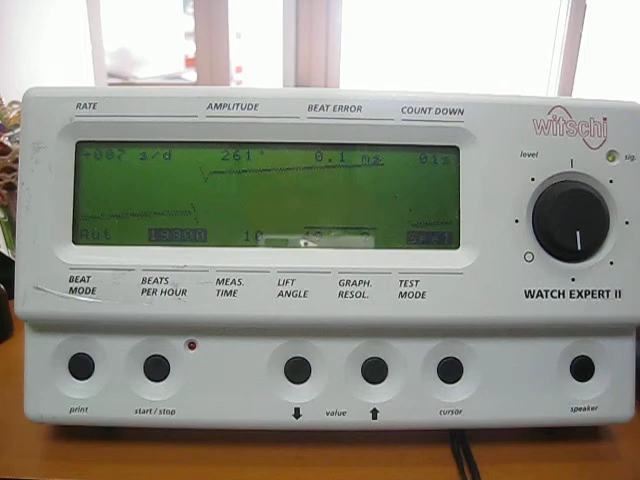 RATE AMPLITUDE BEAT ERROR COUNT DOWN
witschi
level sig.
+007 s/d 261° 0.1 ms 01s
Aut 10
BEAT MODE BEATS PER HOUR MEAS. TIME LIFT ANGLE GRAPH. RESOL. TEST MODE
WATCH EXPERT II
print start / stop value cursor speaker